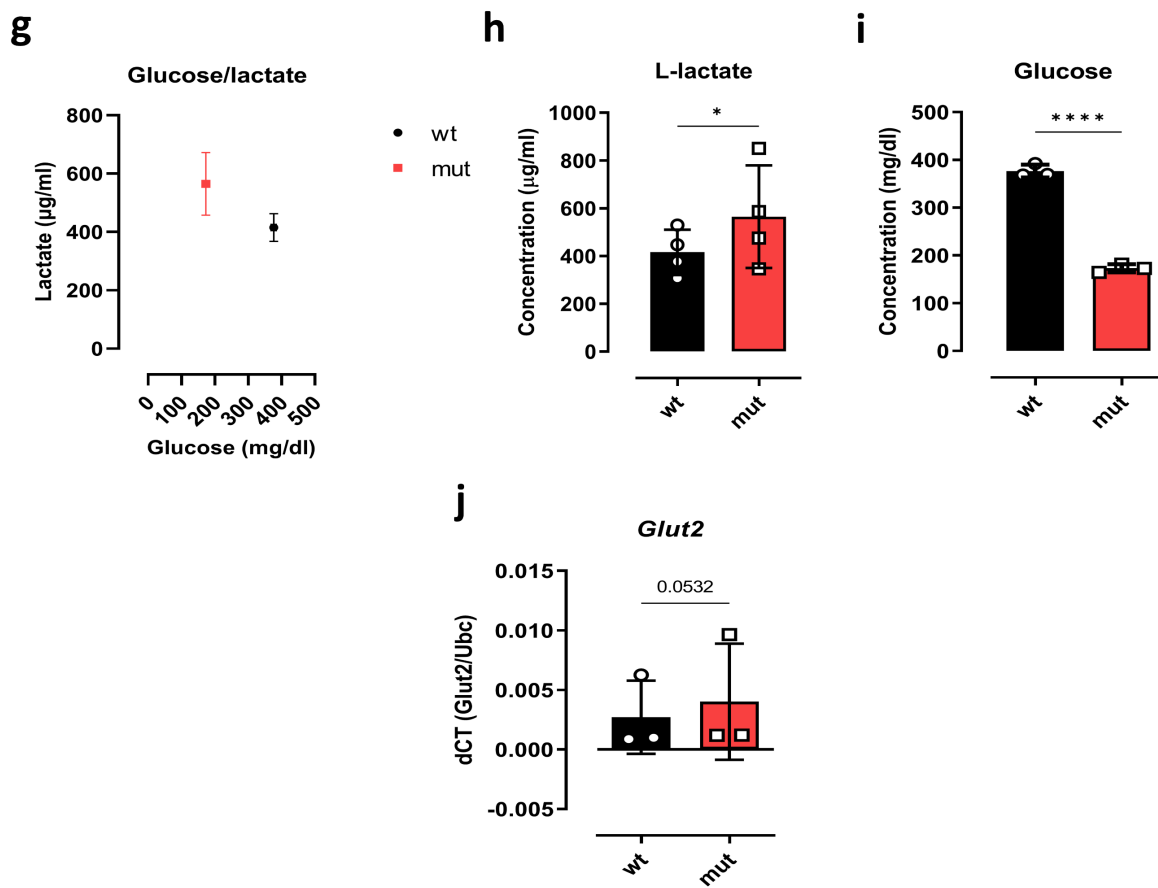 g
Glucose/lactate
Lactate (µg/ml)
800
600
400
200
0
0 100 200 300 400 500
Glucose (mg/dl)
wt
mut
h
L-lactate
Concentration (µg/ml)
1000
800
600
400
200
0
*
wt mut
i
Glucose
Concentration (mg/dl)
500
400
300
200
100
0
****
wt mut
j
Glut2
dCT (Glut2/Ubc)
0.015
0.010
0.005
0.000
-0.005
0.0532
wt mut